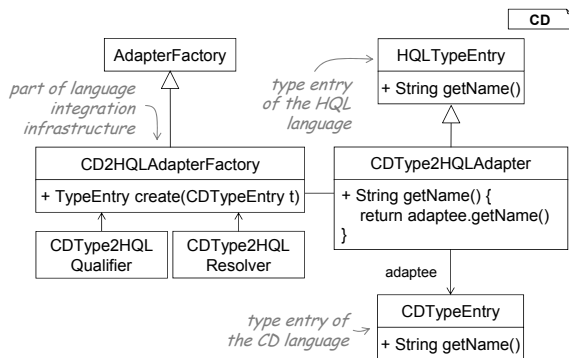 CD
AdapterFactory
HQLTypeEntry
+ String getName()
part of language
integration
infrastructure
type entry
of the HQL
language
CD2HQLAdapterFactory
+ TypeEntry create(CDTypeEntry t)
CDType2HQLAdapter
+ String getName() {
return adaptee.getName()
}
CDType2HQL
Qualifier
CDType2HQL
Resolver
adaptee
type entry of
the CD language
CDTypeEntry
+ String getName()